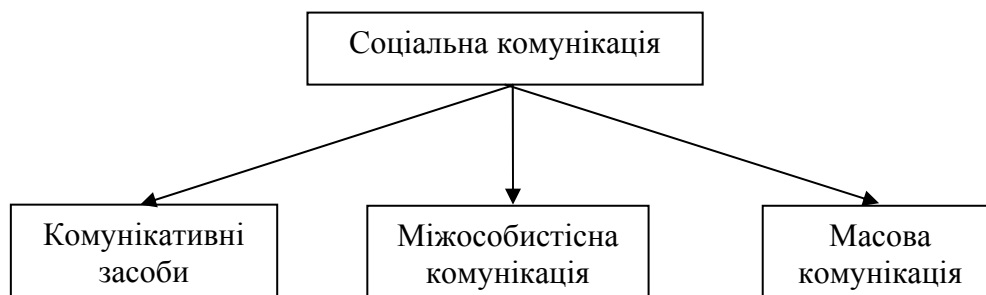 Соціальна комунікація
Комунікативні
засоби
Міжособистісна
комунікація
Масова
комунікація